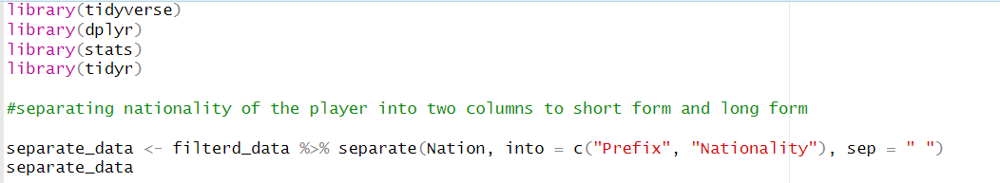 library(tidyverse)
library(dplyr)
library(stats)
library(tidyr)
#separating nationality of the player into two columns to short form and long form
separate_data <- filterd_data %>% separate(Nation, into = c("Prefix", "Nationality"), sep = " ")
separate_data